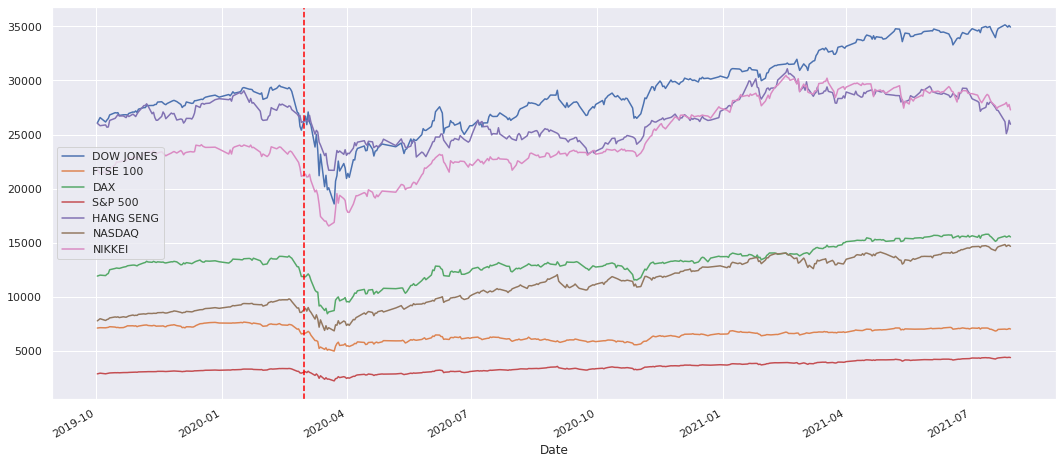 35000
30000
25000
20000
15000
10000
5000
DOW JONES
FTSE 100
DAX
S&P 500
HANG SENG
NASDAQ
NIKKEI
2019-10
2020-01
2020-04
2020-07
2020-10
2021-01
2021-04
2021-07
Date